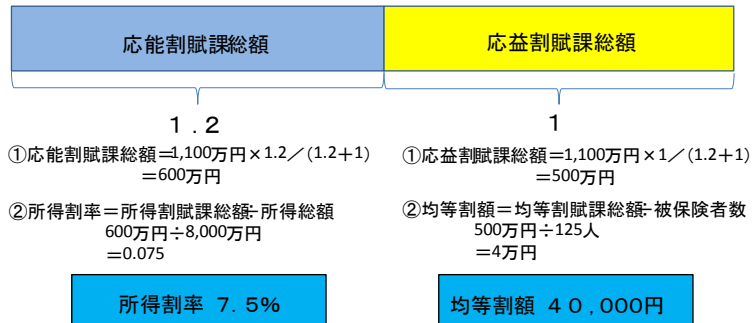 応能割賦課総額
応益割賦課総額
1.2
1
①応能割賦課総額=1,100万円×1.2/(1.2+1)
=600万円
②所得割率=所得割賦課総額÷所得総額
600万円÷8,000万円
=0.075
所得割率 7.5%
①応益割賦課総額=1,100万円×1/(1.2+1)
=500万円
②均等割額=均等割賦課総額÷被保険者数
500万円÷125人
=4万円
均等割額 40,000円